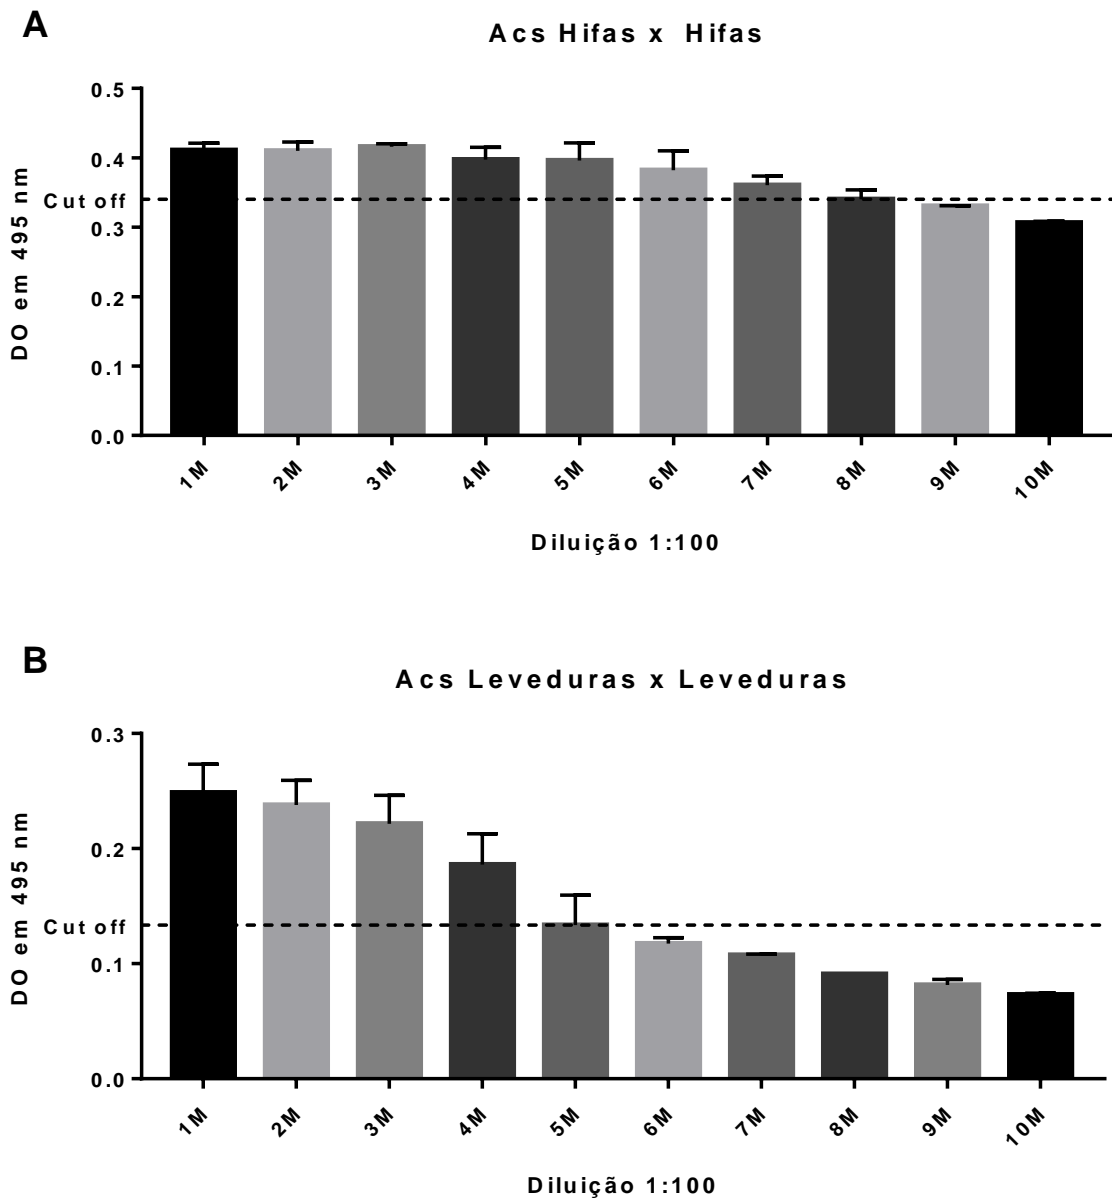 A
Acs Hifas x Hifas
DO em 495 nm
0.5
0.4
Cut off
0.3
0.2
0.1
0.0
1M 2M 3M 4M 5M 6M 7M 8M 9M 10M
Diluição 1:100
B
Acs Leveduras x Leveduras
DO em 495 nm
0.3
0.2
Cut off
0.1
0.0
1M 2M 3M 4M 5M 6M 7M 8M 9M 10M
Diluição 1:100